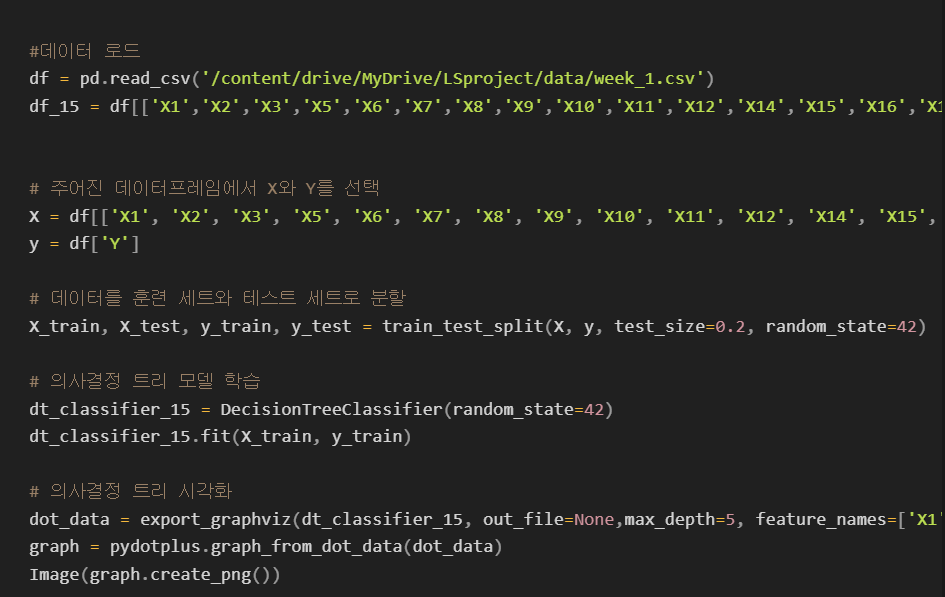 #데이터 로드
df = pd.read_csv('/content/drive/MyDrive/LSproject/data/week_1.csv')
df_15 = df[['X1','X2','X3','X5','X6','X7','X8','X9','X10','X11','X12','X14','X15','X16','X1
# 주어진 데이터프레임에서 X와 Y를 선택
X = df[['X1', 'X2', 'X3', 'X5', 'X6', 'X7', 'X8', 'X9', 'X10', 'X11', 'X12', 'X14', 'X15',
y = df['Y']
# 데이터를 훈련 세트와 테스트 세트로 분할
X_train, X_test, y_train, y_test = train_test_split(X, y, test_size=0.2, random_state=42)
# 의사결정 트리 모델 학습
dt_classifier_15 = DecisionTreeClassifier(random_state=42)
dt_classifier_15.fit(X_train, y_train)
# 의사결정 트리 시각화
dot_data = export_graphviz(dt_classifier_15, out_file=None,max_depth=5, feature_names=['X1'
graph = pydotplus.graph_from_dot_data(dot_data)
Image(graph.create_png())